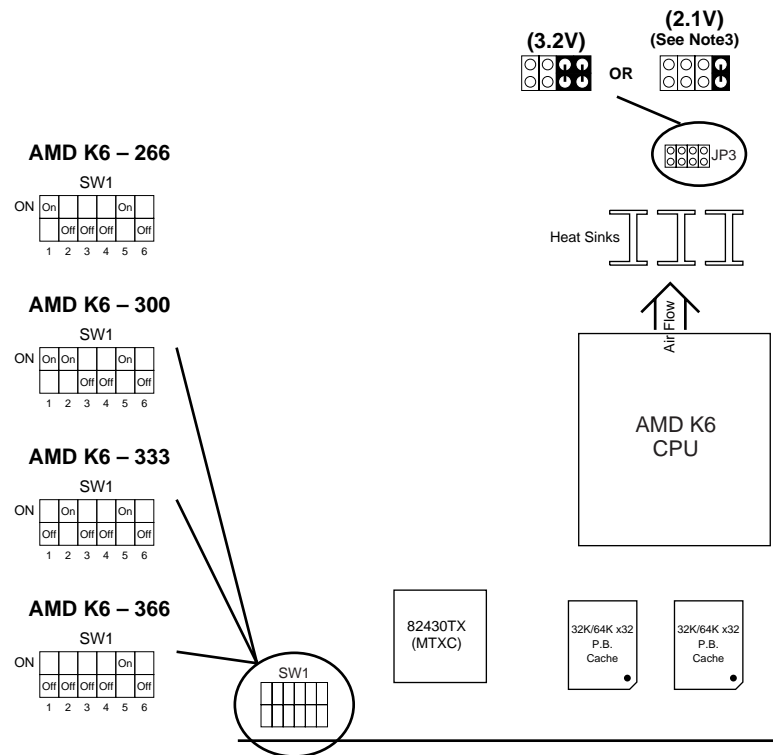 (3.2V)
OR
(2.1V)
(See Note3)
JP3
AMD K6 – 266
SW1
ON On On
Off Off Off Off
1 2 3 4 5 6
Heat Sinks
Air Flow
AMD K6 – 300
SW1
ON On On On
Off Off Off
1 2 3 4 5 6
AMD K6
CPU
AMD K6 – 333
SW1
ON On On
Off Off Off Off
1 2 3 4 5 6
AMD K6 – 366
SW1
ON On
Off Off Off Off Off
1 2 3 4 5 6
SW1
82430TX
(MTXC)
32K/64K x32
P.B.
Cache
32K/64K x32
P.B.
Cache